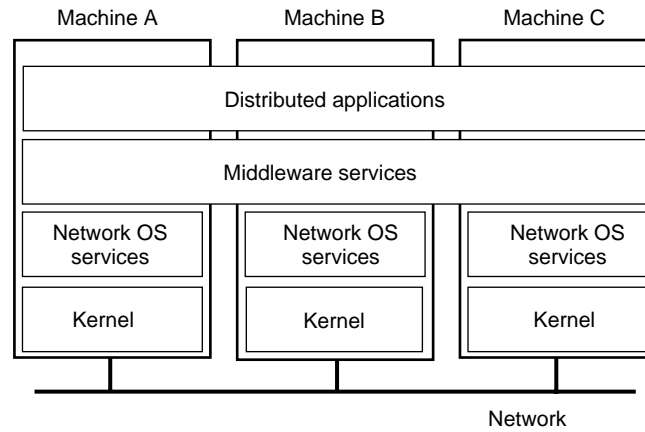 Machine A
Machine B
Machine C
Distributed applications
Middleware services
Network OS
services
Network OS
services
Network OS
services
Kernel
Kernel
Kernel
Network